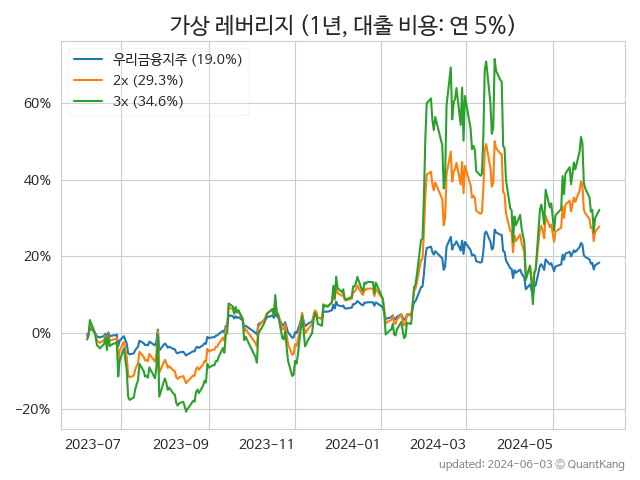 가상 레버리지 (1년, 대출 비용: 연 5%)
우리금융지주 (19.0%)
2x (29.3%)
3x (34.6%)
60%
40%
20%
0%
−20%
2023-07 2023-09 2023-11 2024-01 2024-03 2024-05
updated: 2024-06-03 © QuantKang